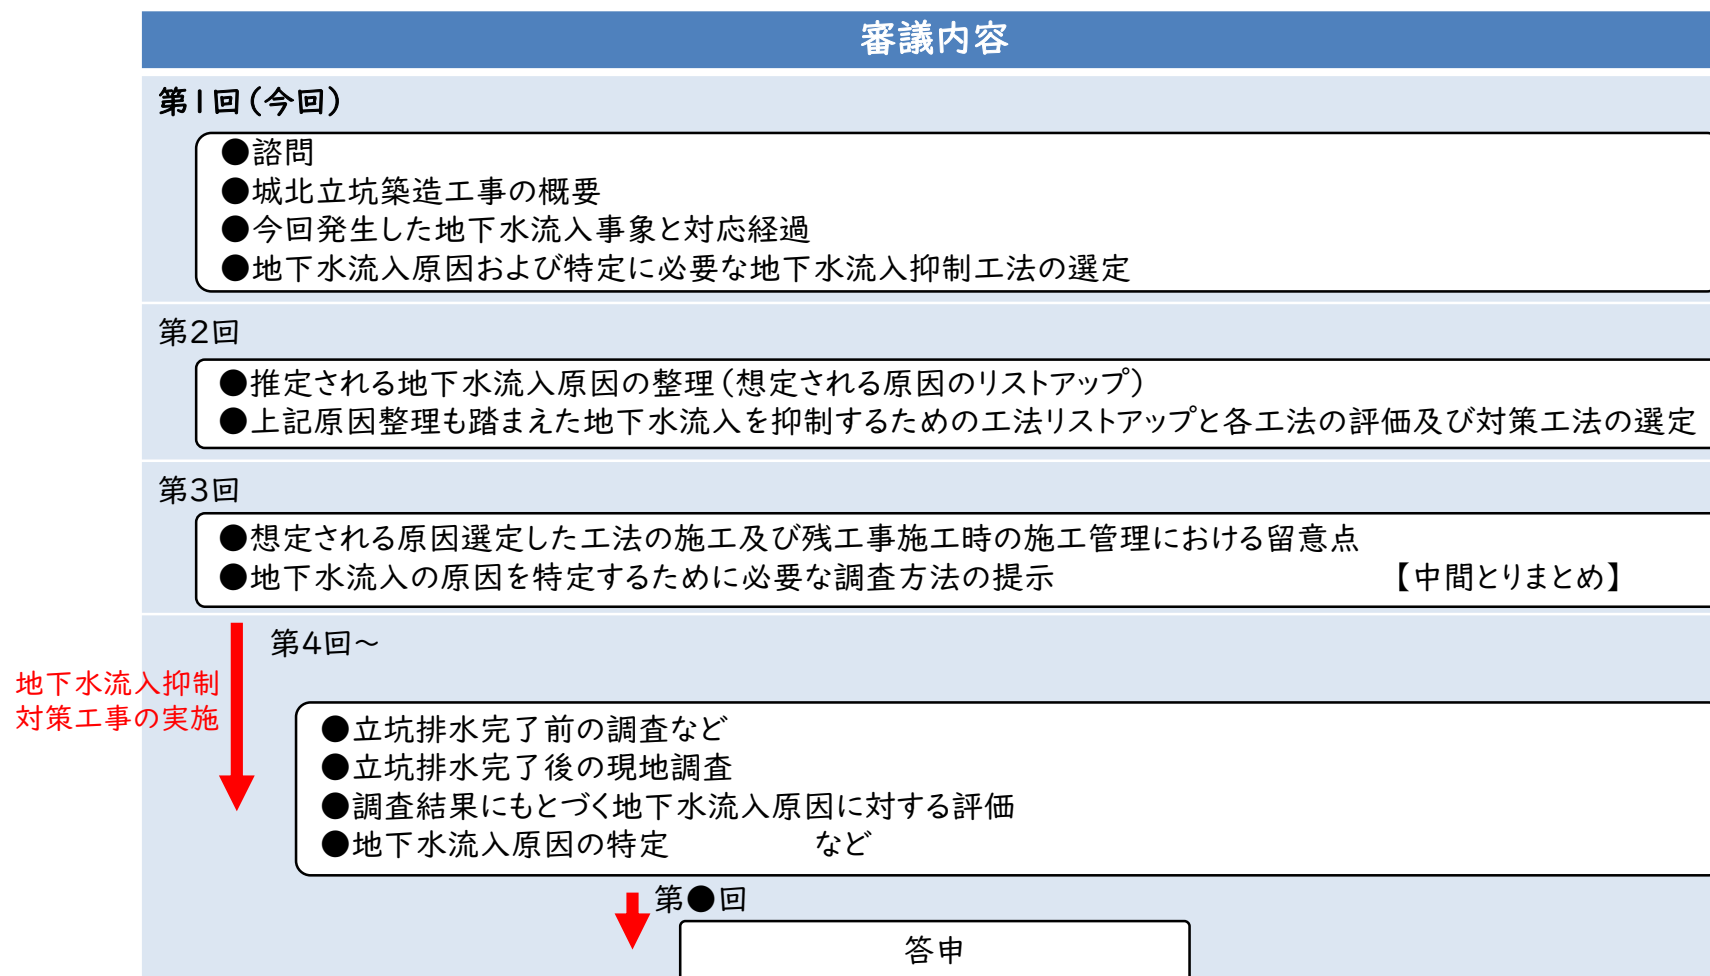 審議内容
第1回（今回）
●諮問
●城北立坑築造工事の概要
●今回発生した地下水流入事象と対応経過
●地下水流入原因および特定に必要な地下水流入抑制工法の選定
第2回
●推定される地下水流入原因の整理（想定される原因のリストアップ）
●上記原因整理も踏まえた地下水流入を抑制するための工法リストアップと各工法の評価及び対策工法の選定
第3回
●想定される原因選定した工法の施工及び残工事施工時の施工管理における留意点
●地下水流入の原因を特定するために必要な調査方法の提示　【中間とりまとめ】
第4回～
地下水流入抑制
対策工事の実施
●立坑排水完了前の調査など
●立坑排水完了後の現地調査
●調査結果にもとづく地下水流入原因に対する評価
●地下水流入原因の特定　など
第●回
答申